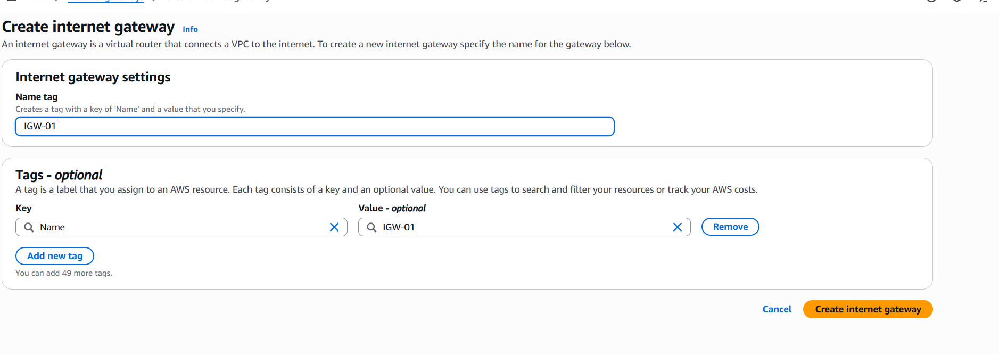 Create internet gateway Info
An internet gateway is a virtual router that connects a VPC to the internet. To create a new internet gateway specify the name for the gateway below.
Internet gateway settings
Name tag
Creates a tag with a key of 'Name' and a value that you specify.
IGW-01
Tags - optional
A tag is a label that you assign to an AWS resource. Each tag consists of a key and an optional value. You can use tags to search and filter your resources or track your AWS costs.
Key Value - optional
Name IGW-01 Remove
Add new tag
You can add 49 more tags.
Cancel Create internet gateway